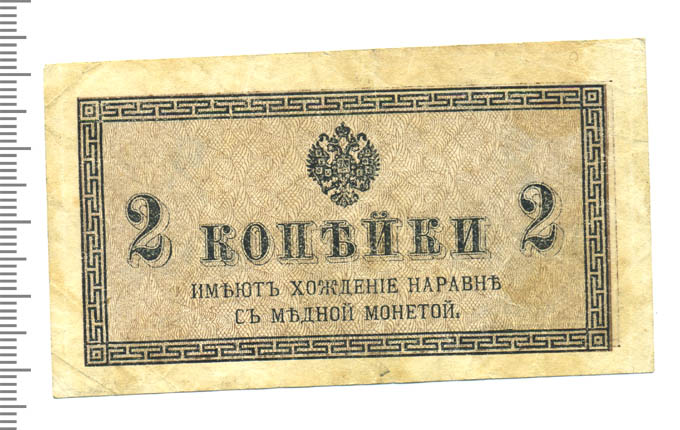 2 КОПѢЙКИ 2
ИМѢЮТЪ ХОЖДЕНІЕ НАРАВНѢ
СЪ МѢДНОЙ МОНЕТОЙ.